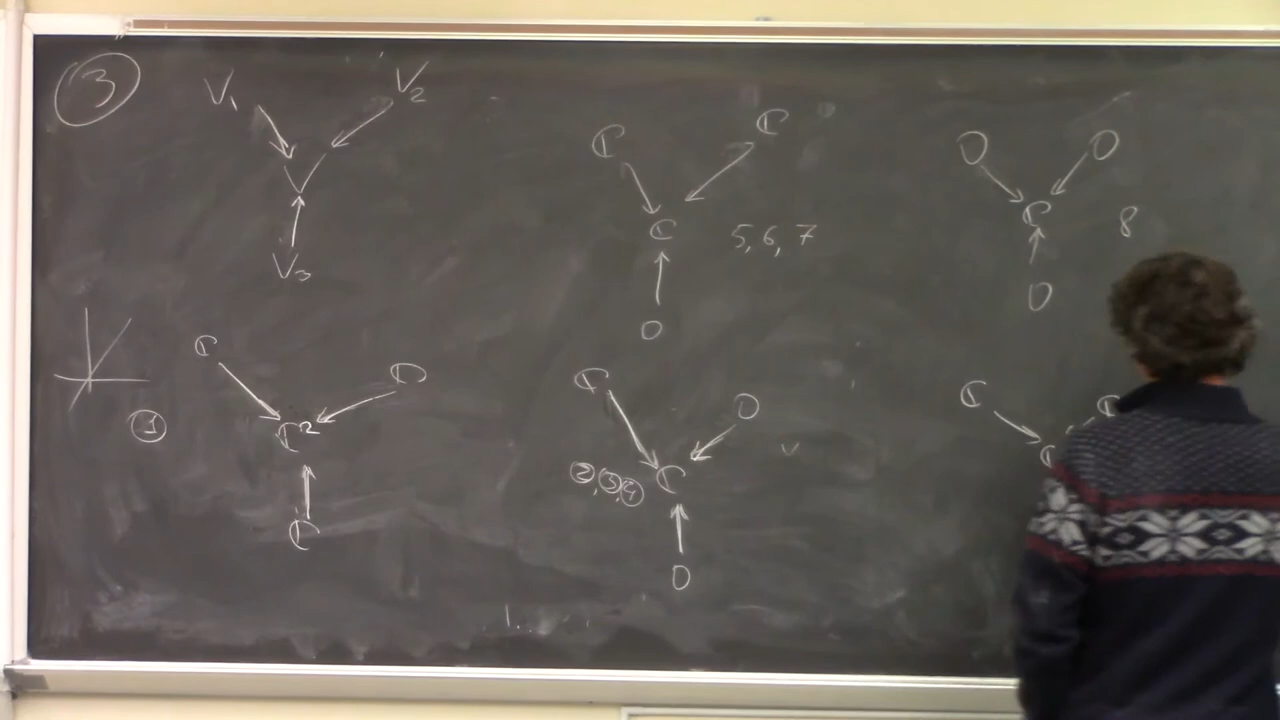 3
V₁ V₂
V
V₃
ℂ ℂ
ℂ 5, 6, 7
0
0 0
ℂ 8
0
1
ℂ ℂ
ℂ²
ℂ
ℂ 0
2, 3, 4 ℂ
0
ℂ ℂ
ℂ